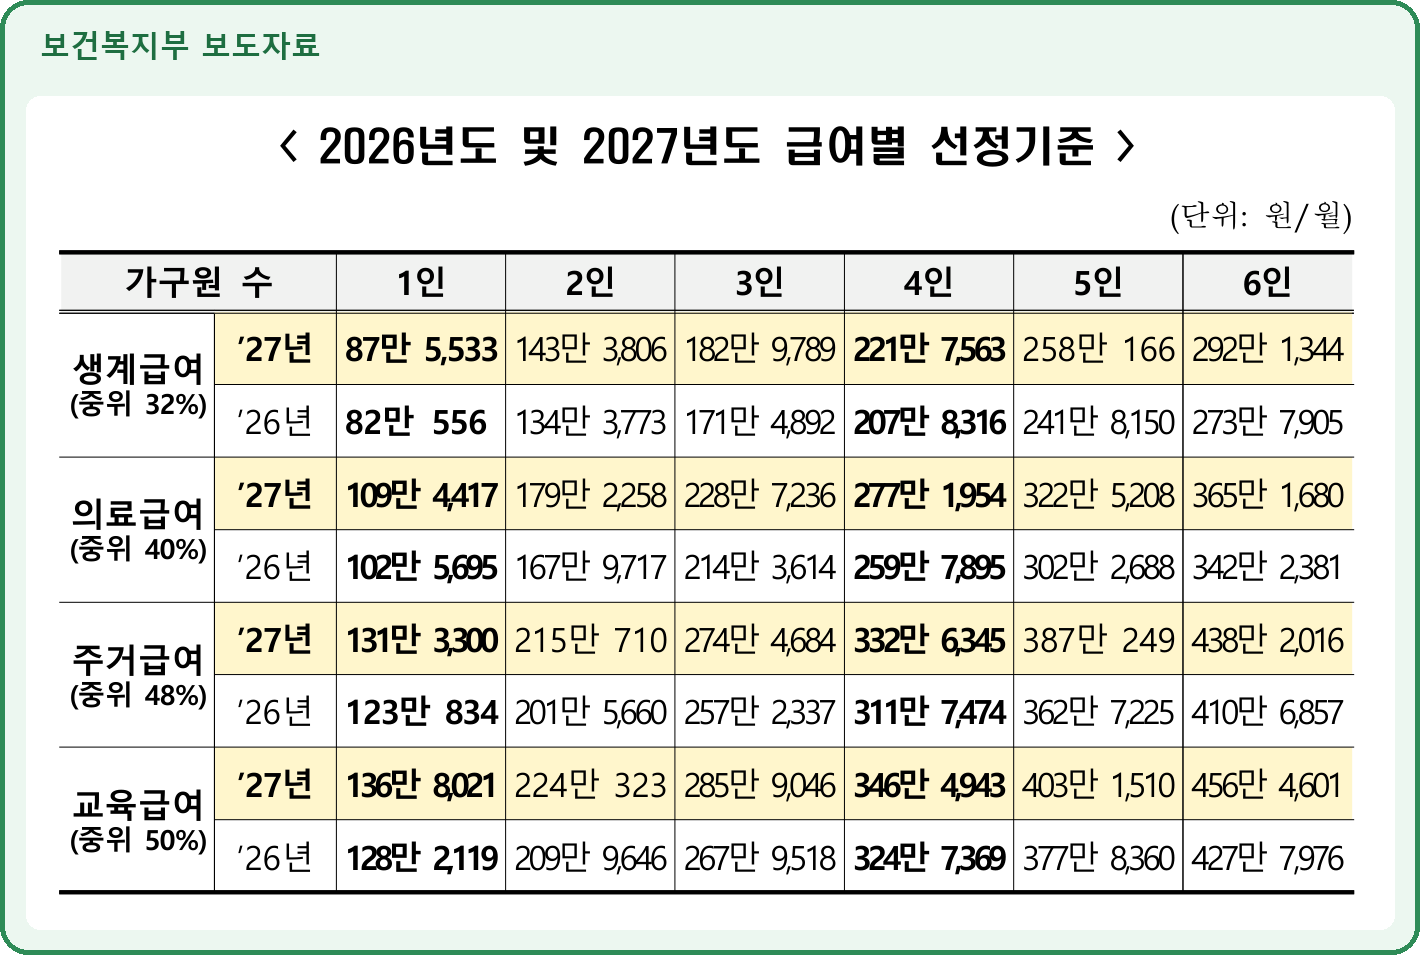 보건복지부 보도자료
< 2026년도 및 2027년도 급여별 선정기준 >
(단위: 원/월)
가구원 수 1인 2인 3인 4인 5인 6인
생계급여
(중위 32%)
’27년 87만 5,533 143만 3,806 182만 9,789 221만 7,563 258만 166 292만 1,344
’26년 82만 556 134만 3,773 171만 4,892 207만 8,316 241만 8,150 273만 7,905
의료급여
(중위 40%)
’27년 109만 4,417 179만 2,258 228만 7,236 277만 1,954 322만 5,208 365만 1,680
’26년 102만 5,695 167만 9,717 214만 3,614 259만 7,895 302만 2,688 342만 2,381
주거급여
(중위 48%)
’27년 131만 3,300 215만 710 274만 4,684 332만 6,345 387만 249 438만 2,016
’26년 123만 834 201만 5,660 257만 2,337 311만 7,474 362만 7,225 410만 6,857
교육급여
(중위 50%)
’27년 136만 8,021 224만 323 285만 9,046 346만 4,943 403만 1,510 456만 4,601
’26년 128만 2,119 209만 9,646 267만 9,518 324만 7,369 377만 8,360 427만 7,976